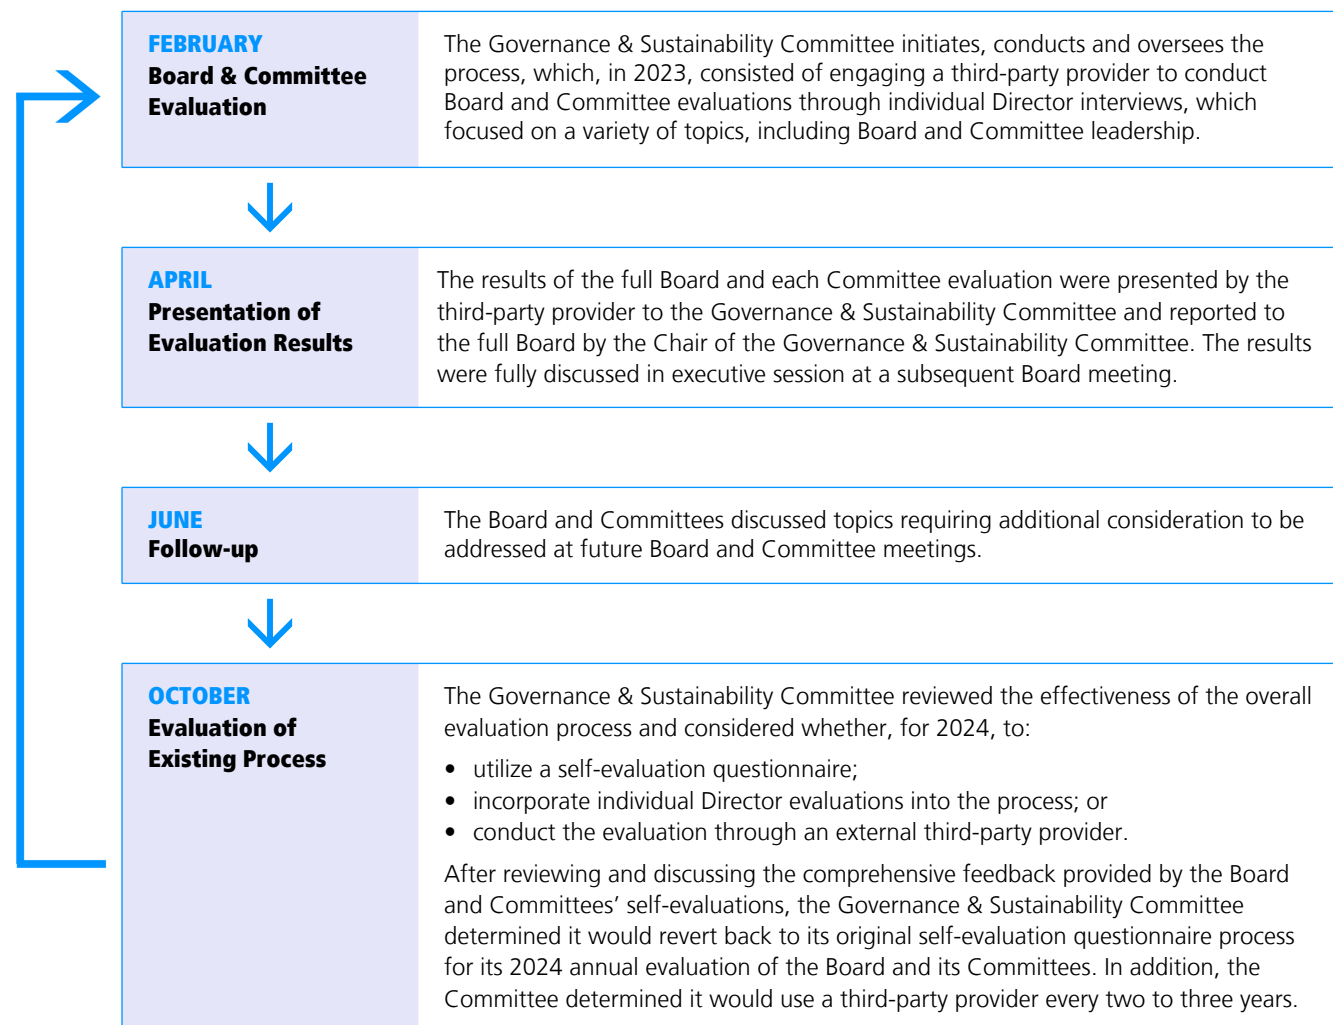 FEBRUARY
Board & Committee
Evaluation
The Governance & Sustainability Committee initiates, conducts and oversees the
process, which, in 2023, consisted of engaging a third-party provider to conduct
Board and Committee evaluations through individual Director interviews, which
focused on a variety of topics, including Board and Committee leadership.
APRIL
Presentation of
Evaluation Results
The results of the full Board and each Committee evaluation were presented by the
third-party provider to the Governance & Sustainability Committee and reported to
the full Board by the Chair of the Governance & Sustainability Committee. The results
were fully discussed in executive session at a subsequent Board meeting.
JUNE
Follow-up
The Board and Committees discussed topics requiring additional consideration to be
addressed at future Board and Committee meetings.
OCTOBER
Evaluation of
Existing Process
The Governance & Sustainability Committee reviewed the effectiveness of the overall
evaluation process and considered whether, for 2024, to:
• utilize a self-evaluation questionnaire;
• incorporate individual Director evaluations into the process; or
• conduct the evaluation through an external third-party provider.
After reviewing and discussing the comprehensive feedback provided by the Board
and Committees’ self-evaluations, the Governance & Sustainability Committee
determined it would revert back to its original self-evaluation questionnaire process
for its 2024 annual evaluation of the Board and its Committees. In addition, the
Committee determined it would use a third-party provider every two to three years.